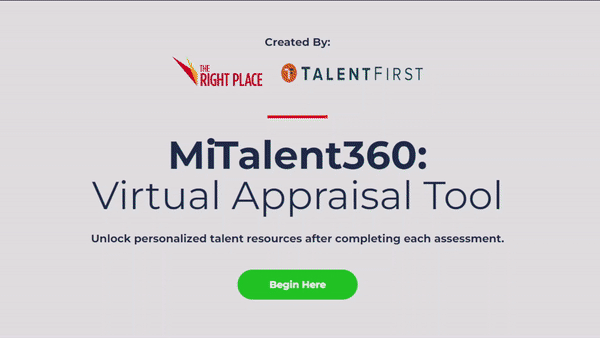 Created By:
THE
RIGHT PLACE
TALENTFIRST
MiTalent360:
Virtual Appraisal Tool
Unlock personalized talent resources after completing each assessment.
Begin Here